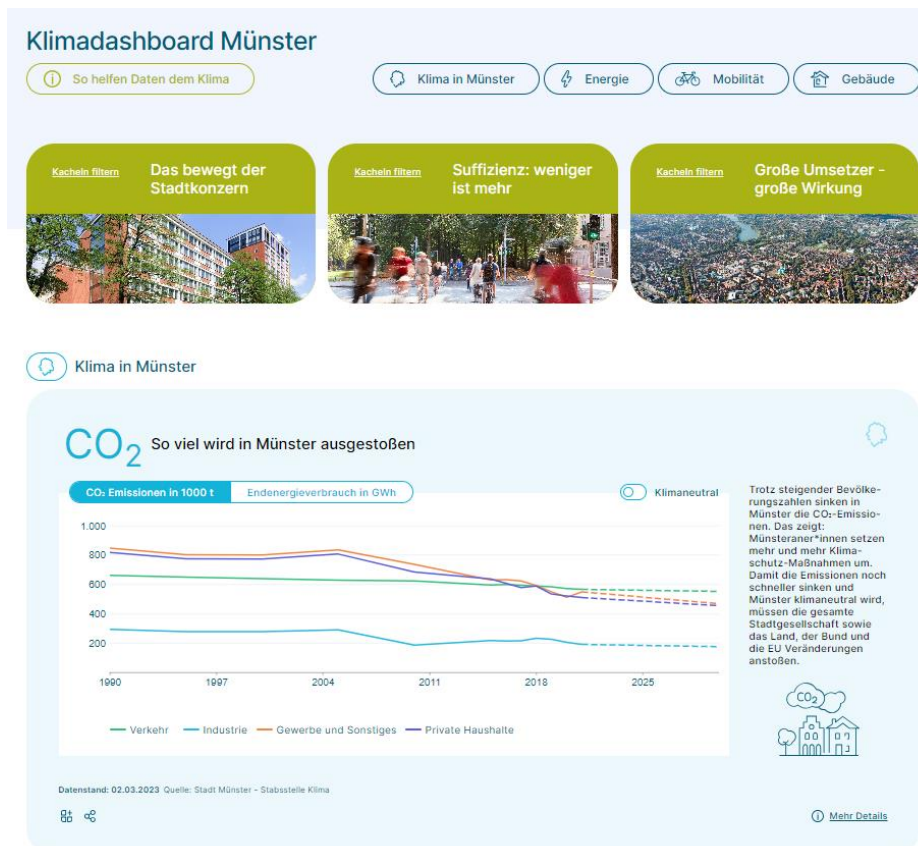 Klimadashboard Münster
So helfen Daten dem Klima
Klima in Münster
Energie
Mobilität
Gebäude
Kacheln filtern
Das bewegt der
Stadtkonzern
Kacheln filtern
Suffizienz: weniger
ist mehr
Kacheln filtern
Große Umsetzer -
große Wirkung
Klima in Münster
CO₂ So viel wird in Münster ausgestoßen
CO₂ Emissionen in 1000 t
Endenergieverbrauch in GWh
Klimaneutral
1.000
800
600
400
200
1990
1997
2004
2011
2018
2025
Verkehr
Industrie
Gewerbe und Sonstiges
Private Haushalte
Trotz steigender Bevölke-
rungszahlen sinken in
Münster die CO₂-Emissio-
nen. Das zeigt:
Münsteraner*innen setzen
mehr und mehr Klima-
schutz-Maßnahmen um.
Damit die Emissionen noch
schneller sinken und
Münster klimaneutral wird,
müssen die gesamte
Stadtgesellschaft sowie
das Land, der Bund und
die EU Veränderungen
anstoßen.
CO₂
Datenstand: 02.03.2023 Quelle: Stadt Münster - Stabsstelle Klima
Mehr Details